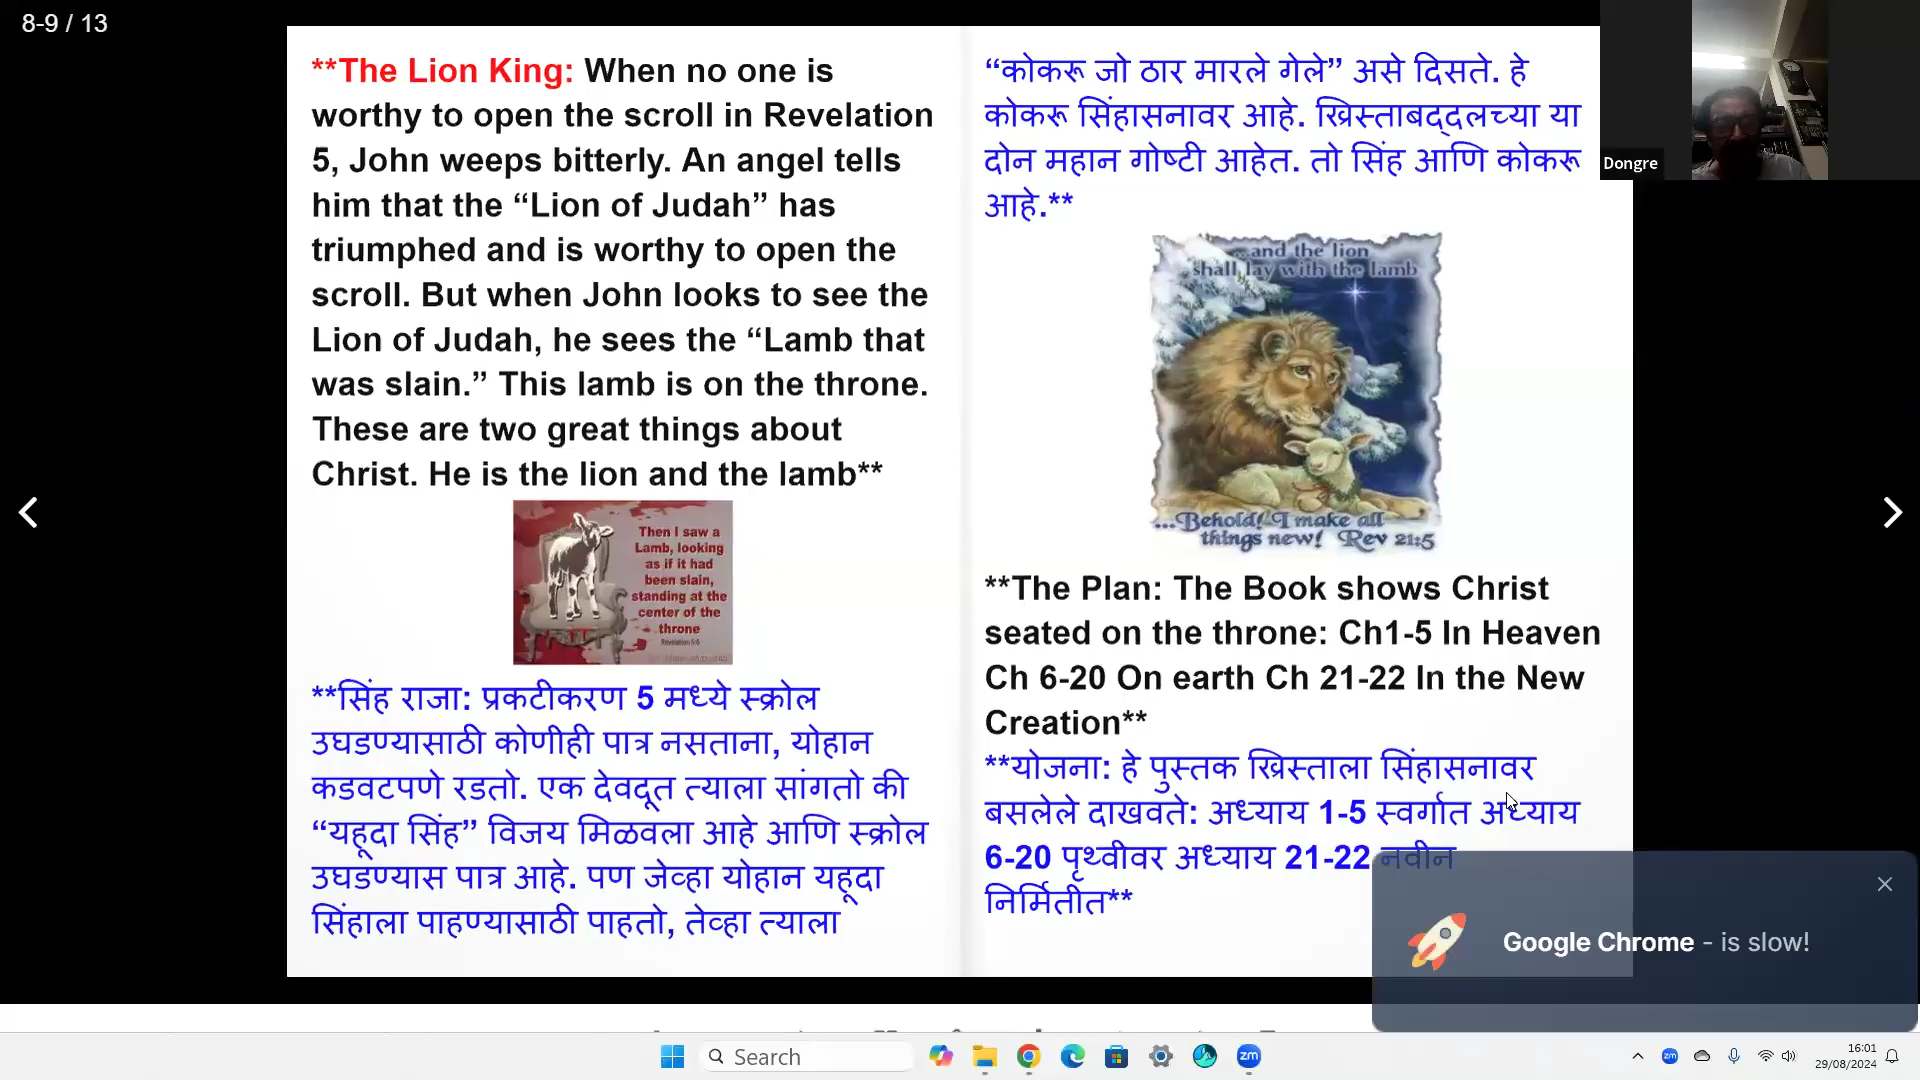 8-9 / 13
**The Lion King: When no one is
worthy to open the scroll in Revelation
5, John weeps bitterly. An angel tells
him that the “Lion of Judah” has
triumphed and is worthy to open the
scroll. But when John looks to see the
Lion of Judah, he sees the “Lamb that
was slain.” This lamb is on the throne.
These are two great things about
Christ. He is the lion and the lamb**
Then I saw a
Lamb, looking
as if it had
been slain,
standing at the
center of the
throne
Revelation 5:6
**सिंह राजा: प्रकटीकरण 5 मध्ये स्क्रोल
उघडण्यासाठी कोणीही पात्र नसताना, योहान
कडवटपणे रडतो. एक देवदूत त्याला सांगतो की
“यहूदा सिंह” विजय मिळवला आहे आणि स्क्रोल
उघडण्यास पात्र आहे. पण जेव्हा योहान यहूदा
सिंहाला पाहण्यासाठी पाहतो, तेव्हा त्याला
“कोकरू जो ठार मारले गेले” असे दिसते. हे
कोकरू सिंहासनावर आहे. ख्रिस्ताबद्दलच्या या
दोन महान गोष्टी आहेत. तो सिंह आणि कोकरू
आहे.**
...and the lion
shall lay with the lamb
...Behold! I make all
things new! Rev 21:5
**The Plan: The Book shows Christ
seated on the throne: Ch1-5 In Heaven
Ch 6-20 On earth Ch 21-22 In the New
Creation**
**योजना: हे पुस्तक ख्रिस्ताला सिंहासनावर
बसलेले दाखवते: अध्याय 1-5 स्वर्गात अध्याय
6-20 पृथ्वीवर अध्याय 21-22 नवीन
निर्मितीत**
Dongre
Google Chrome - is slow!
Search
zm
zm
16:01
29/08/2024